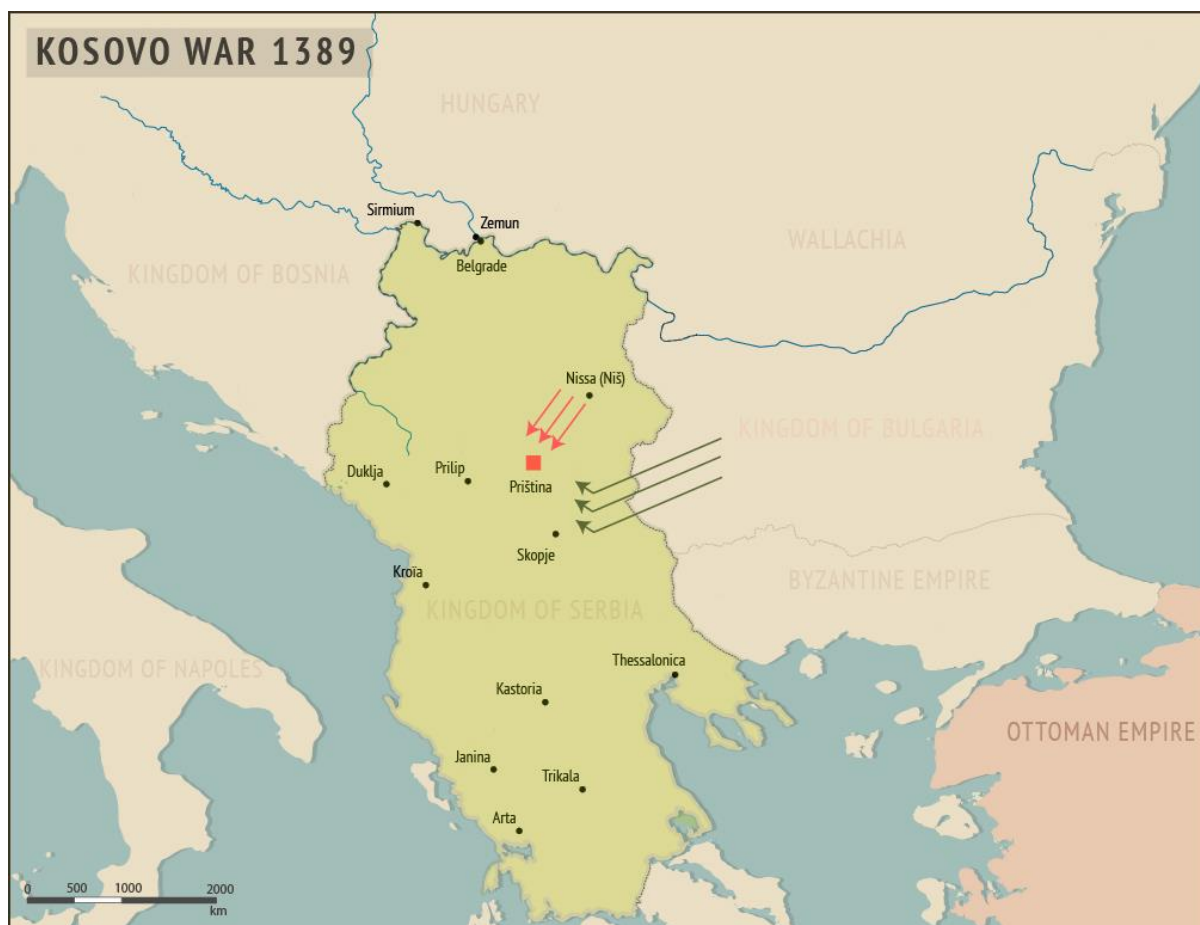 KOSOVO WAR 1389
HUNGARY
Sirmium
Zemun
WALLACHIA
KINGDOM OF BOSNIA
Belgrade
Nissa (Niš)
KINGDOM OF BULGARIA
Duklja
Prilip
Priština
Skopje
Kroïa
BYZANTINE EMPIRE
KINGDOM OF SERBIA
KINGDOM OF NAPOLES
Thessalonica
Kastoria
OTTOMAN EMPIRE
Janina
Trikala
Arta
0 500 1000 2000
km